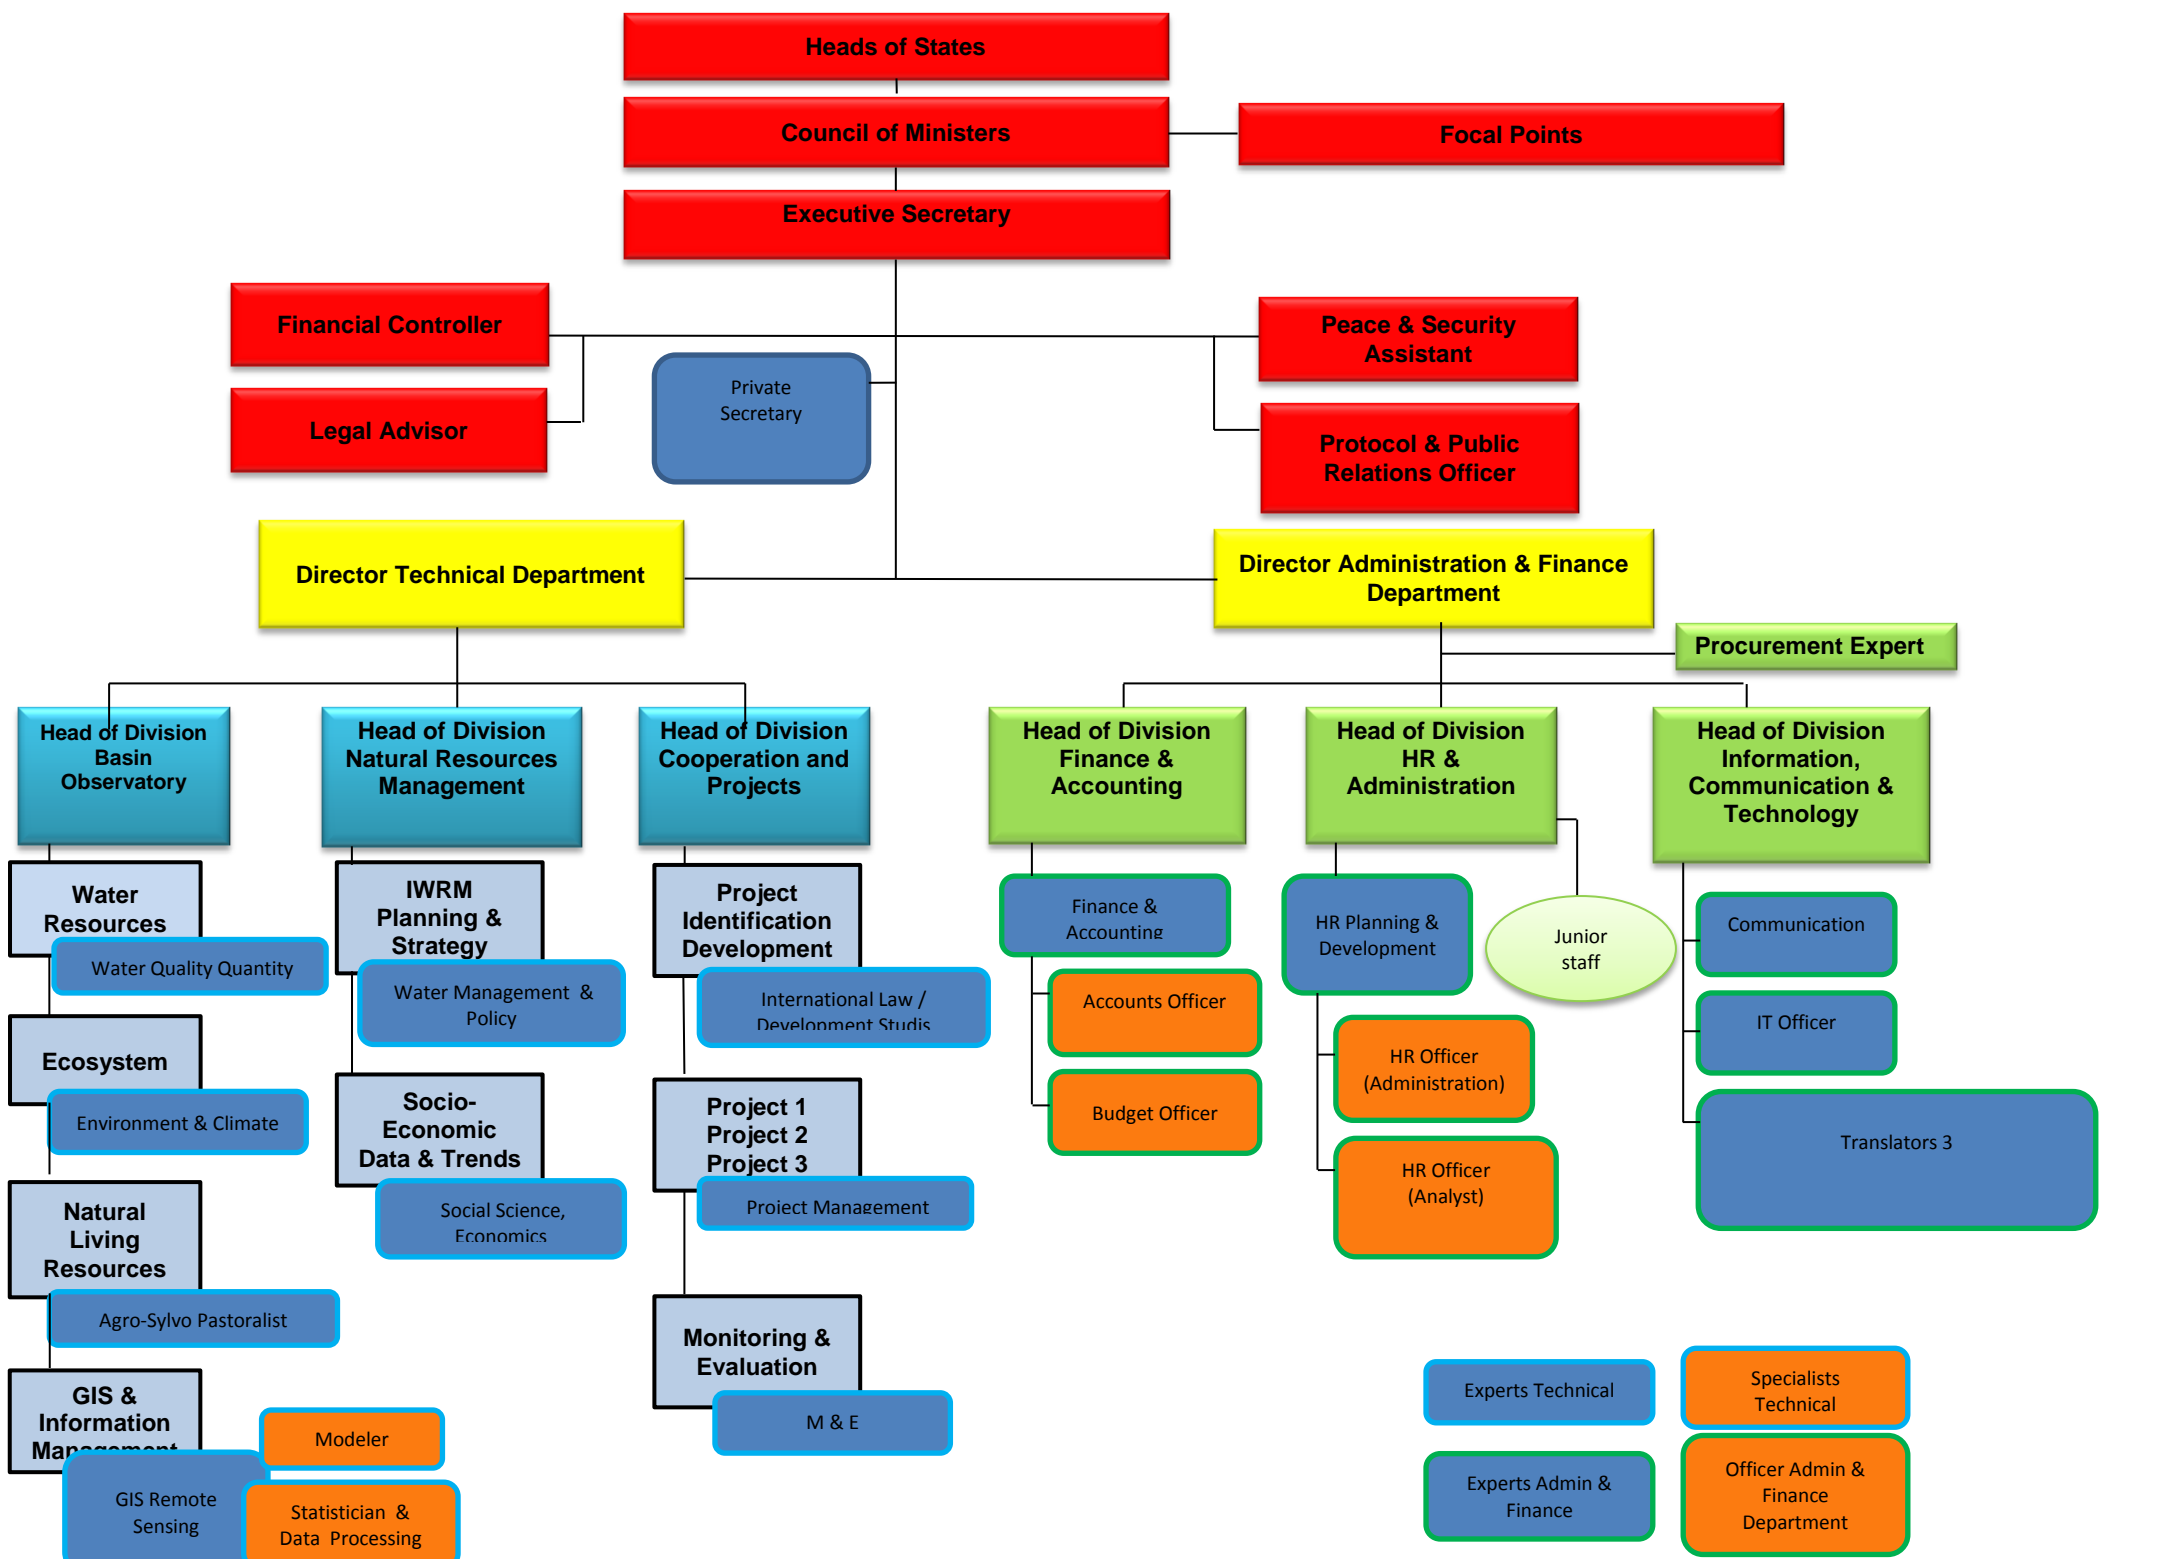 Heads of States
Council of Ministers
Focal Points
Executive Secretary
Financial Controller
Peace & Security
Assistant
Private
Secretary
Legal Advisor
Protocol & Public
Relations Officer
Director Technical Department
Director Administration & Finance
Department
Procurement Expert
Head of Division
Basin
Observatory
Head of Division
Natural Resources
Management
Head of Division
Cooperation and
Projects
Head of Division
Finance &
Accounting
Head of Division
HR &
Administration
Head of Division
Information,
Communication &
Technology
Water
Resources
Water Quality Quantity
Ecosystem
Environment & Climate
Natural
Living
Resources
Agro-Sylvo Pastoralist
GIS &
Information
Management
GIS Remote
Sensing
Modeler
Statistician &
Data Processing
IWRM
Planning &
Strategy
Water Management &
Policy
Socio-
Economic
Data & Trends
Social Science,
Economics
Project
Identification
Development
International Law /
Development Studis
Project 1
Project 2
Project 3
Project Management
Monitoring &
Evaluation
M & E
Finance &
Accounting
Accounts Officer
Budget Officer
HR Planning &
Development
HR Officer
(Administration)
HR Officer
(Analyst)
Junior
staff
Communication
IT Officer
Translators 3
Experts Technical
Specialists
Technical
Experts Admin &
Finance
Officer Admin &
Finance
Department